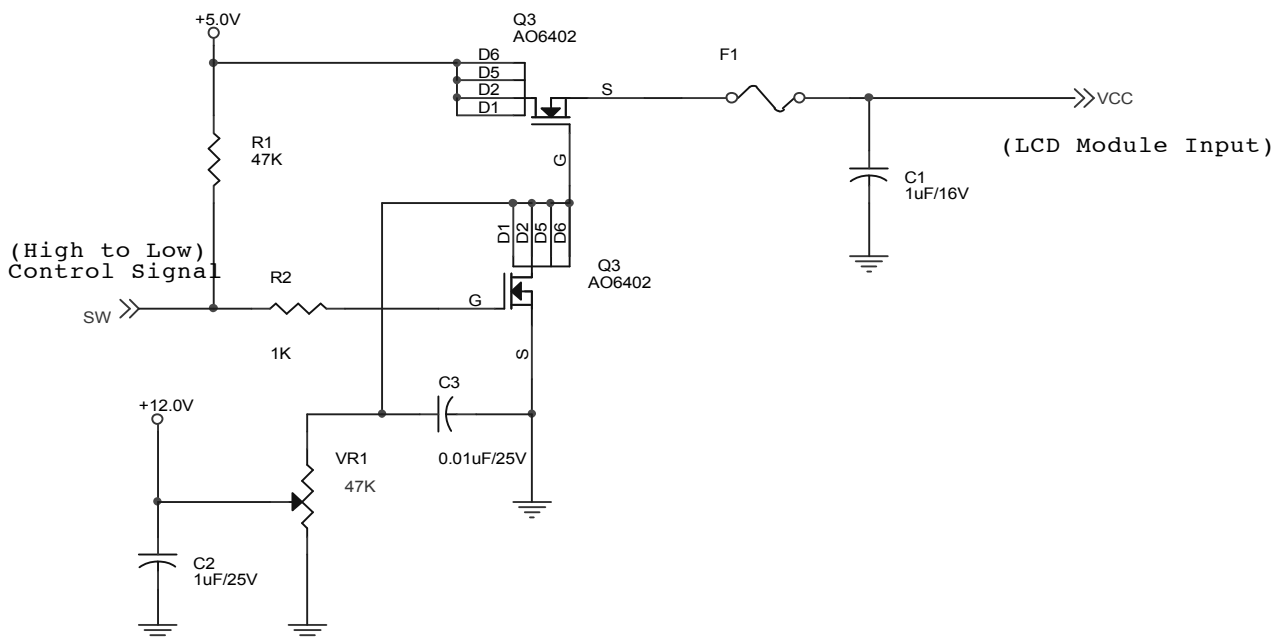 +5.0V
Q3
AO6402
F1
D6
D5
D2
D1
S
VCC
(LCD Module Input)
R1
47K
G
C1
1uF/16V
D1
D2
D5
D6
(High to Low)
Control Signal
Q3
AO6402
R2
G
SW
1K
S
+12.0V
C3
VR1
47K
0.01uF/25V
C2
1uF/25V